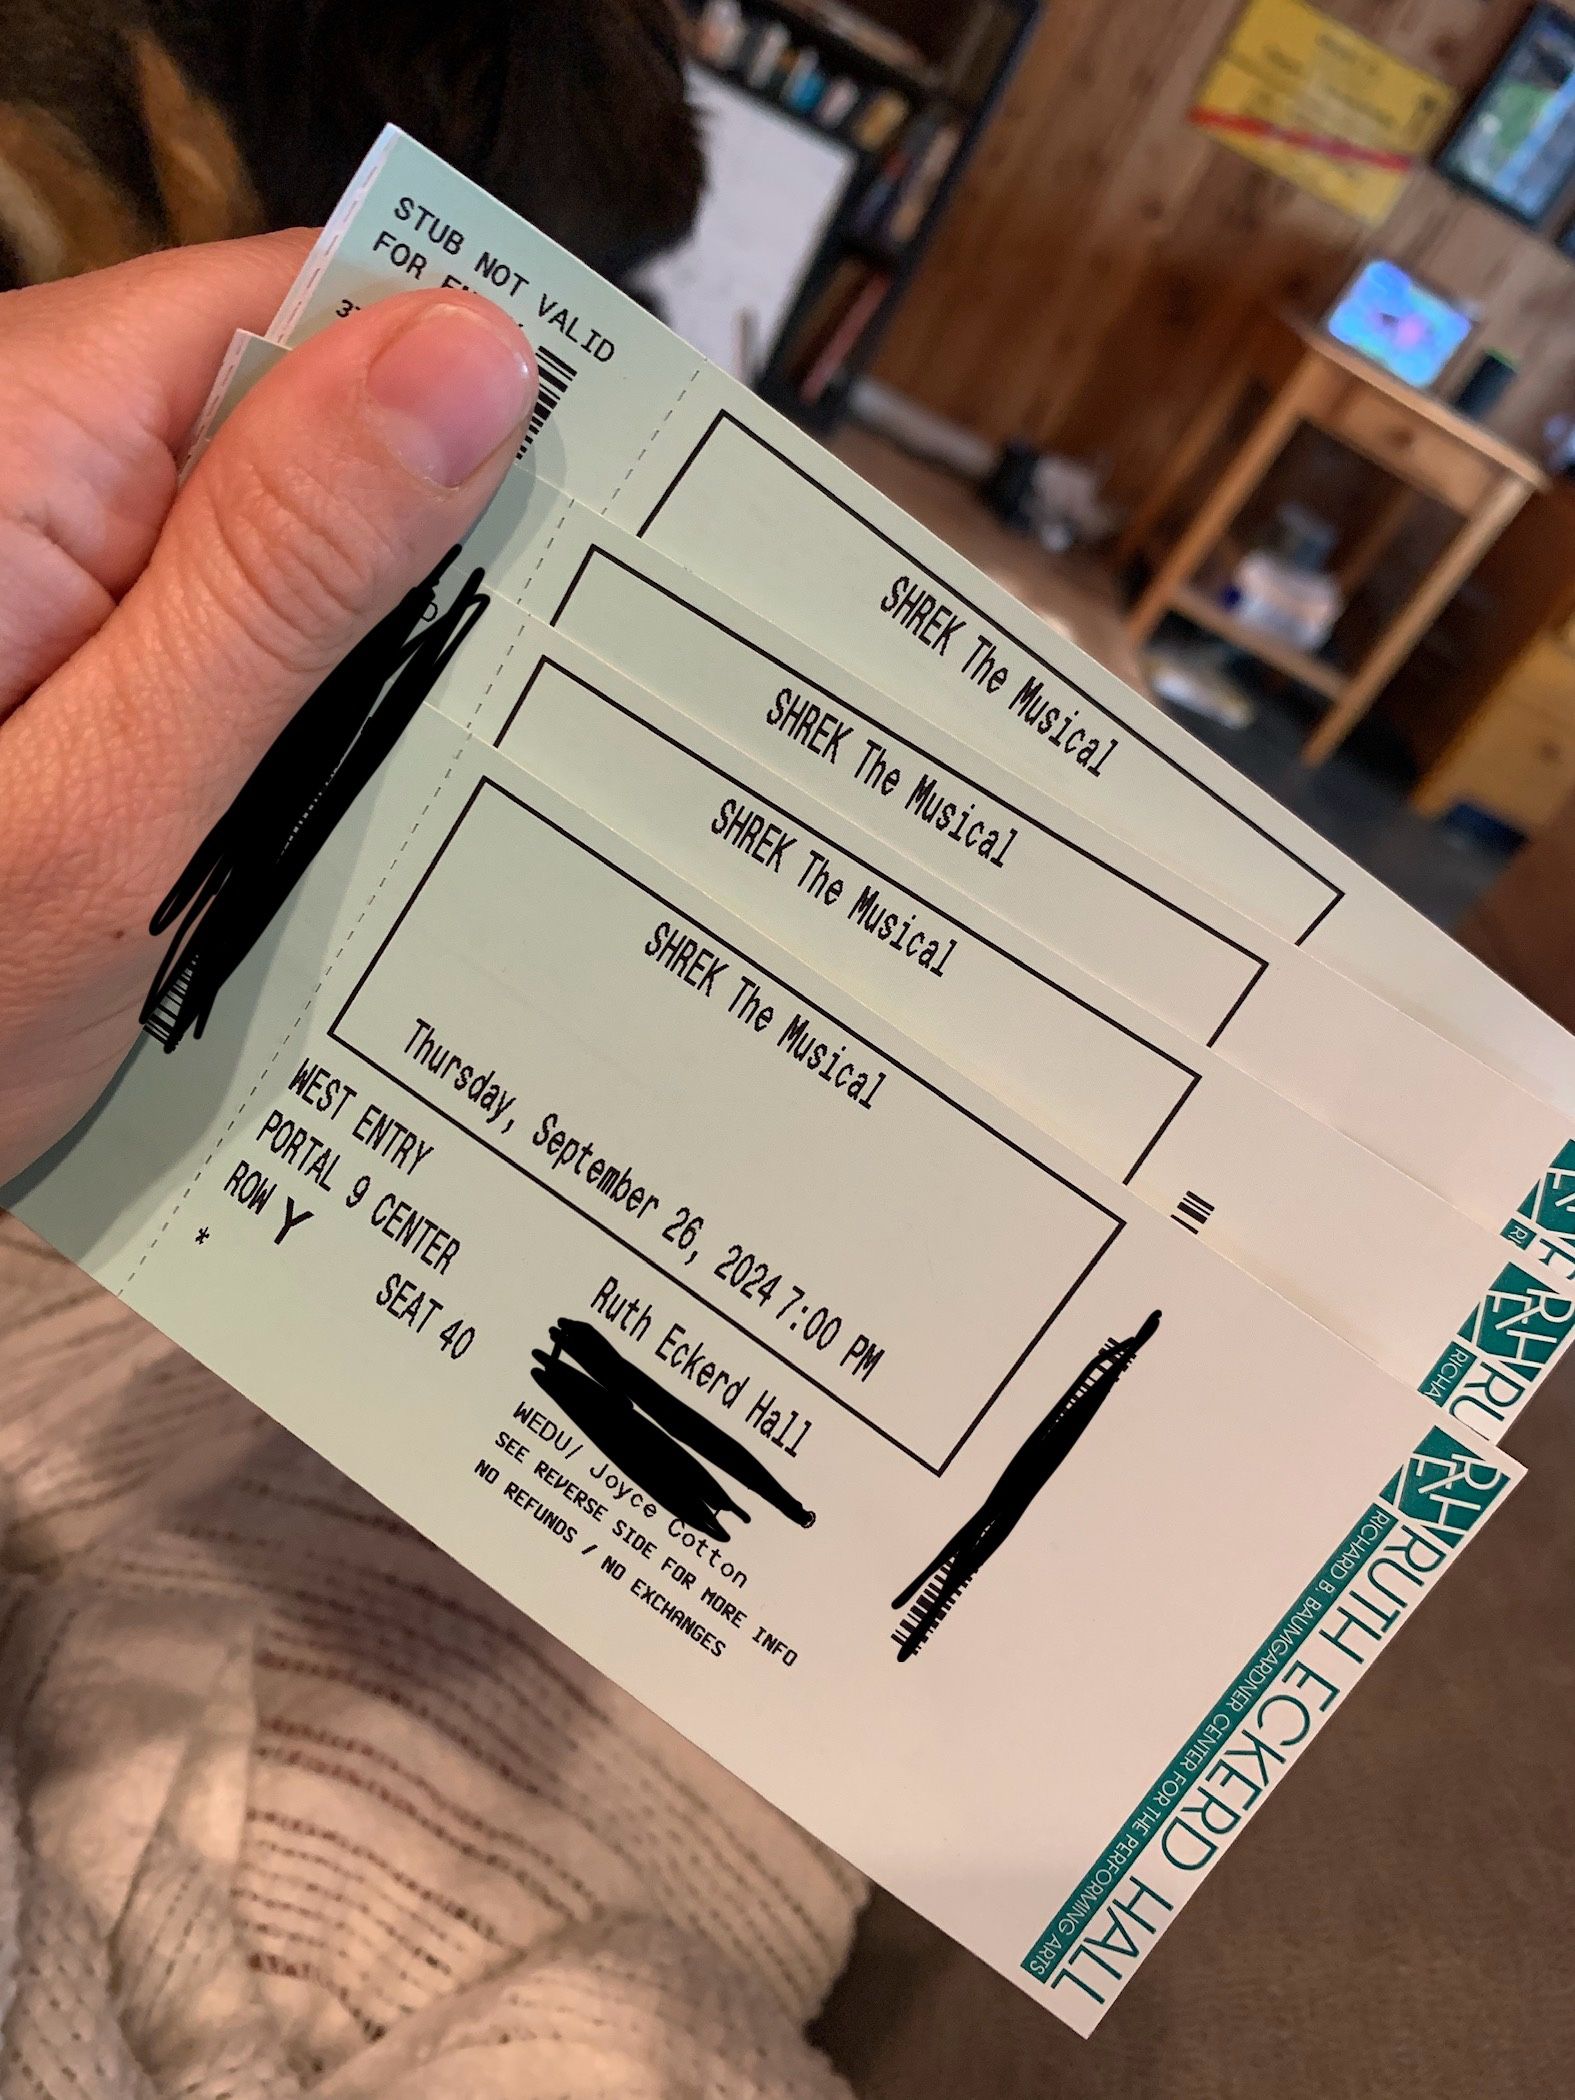 STUB NOT VALID
FOR
SHREK The Musical
SHREK The Musical
SHREK The Musical
SHREK The Musical
Thursday, September 26, 2024 7:00 PM
WEST ENTRY
PORTAL 9 CENTER
ROW Y
SEAT 40
*
Ruth Eckerd Hall
WEDU/ Joyce Cotton
SEE REVERSE SIDE FOR MORE INFO
NO REFUNDS / NO EXCHANGES
RUTH ECKERD HALL
RICHARD B. BAUMGARDNER CENTER FOR THE PERFORMING ARTS
RU
RICHA